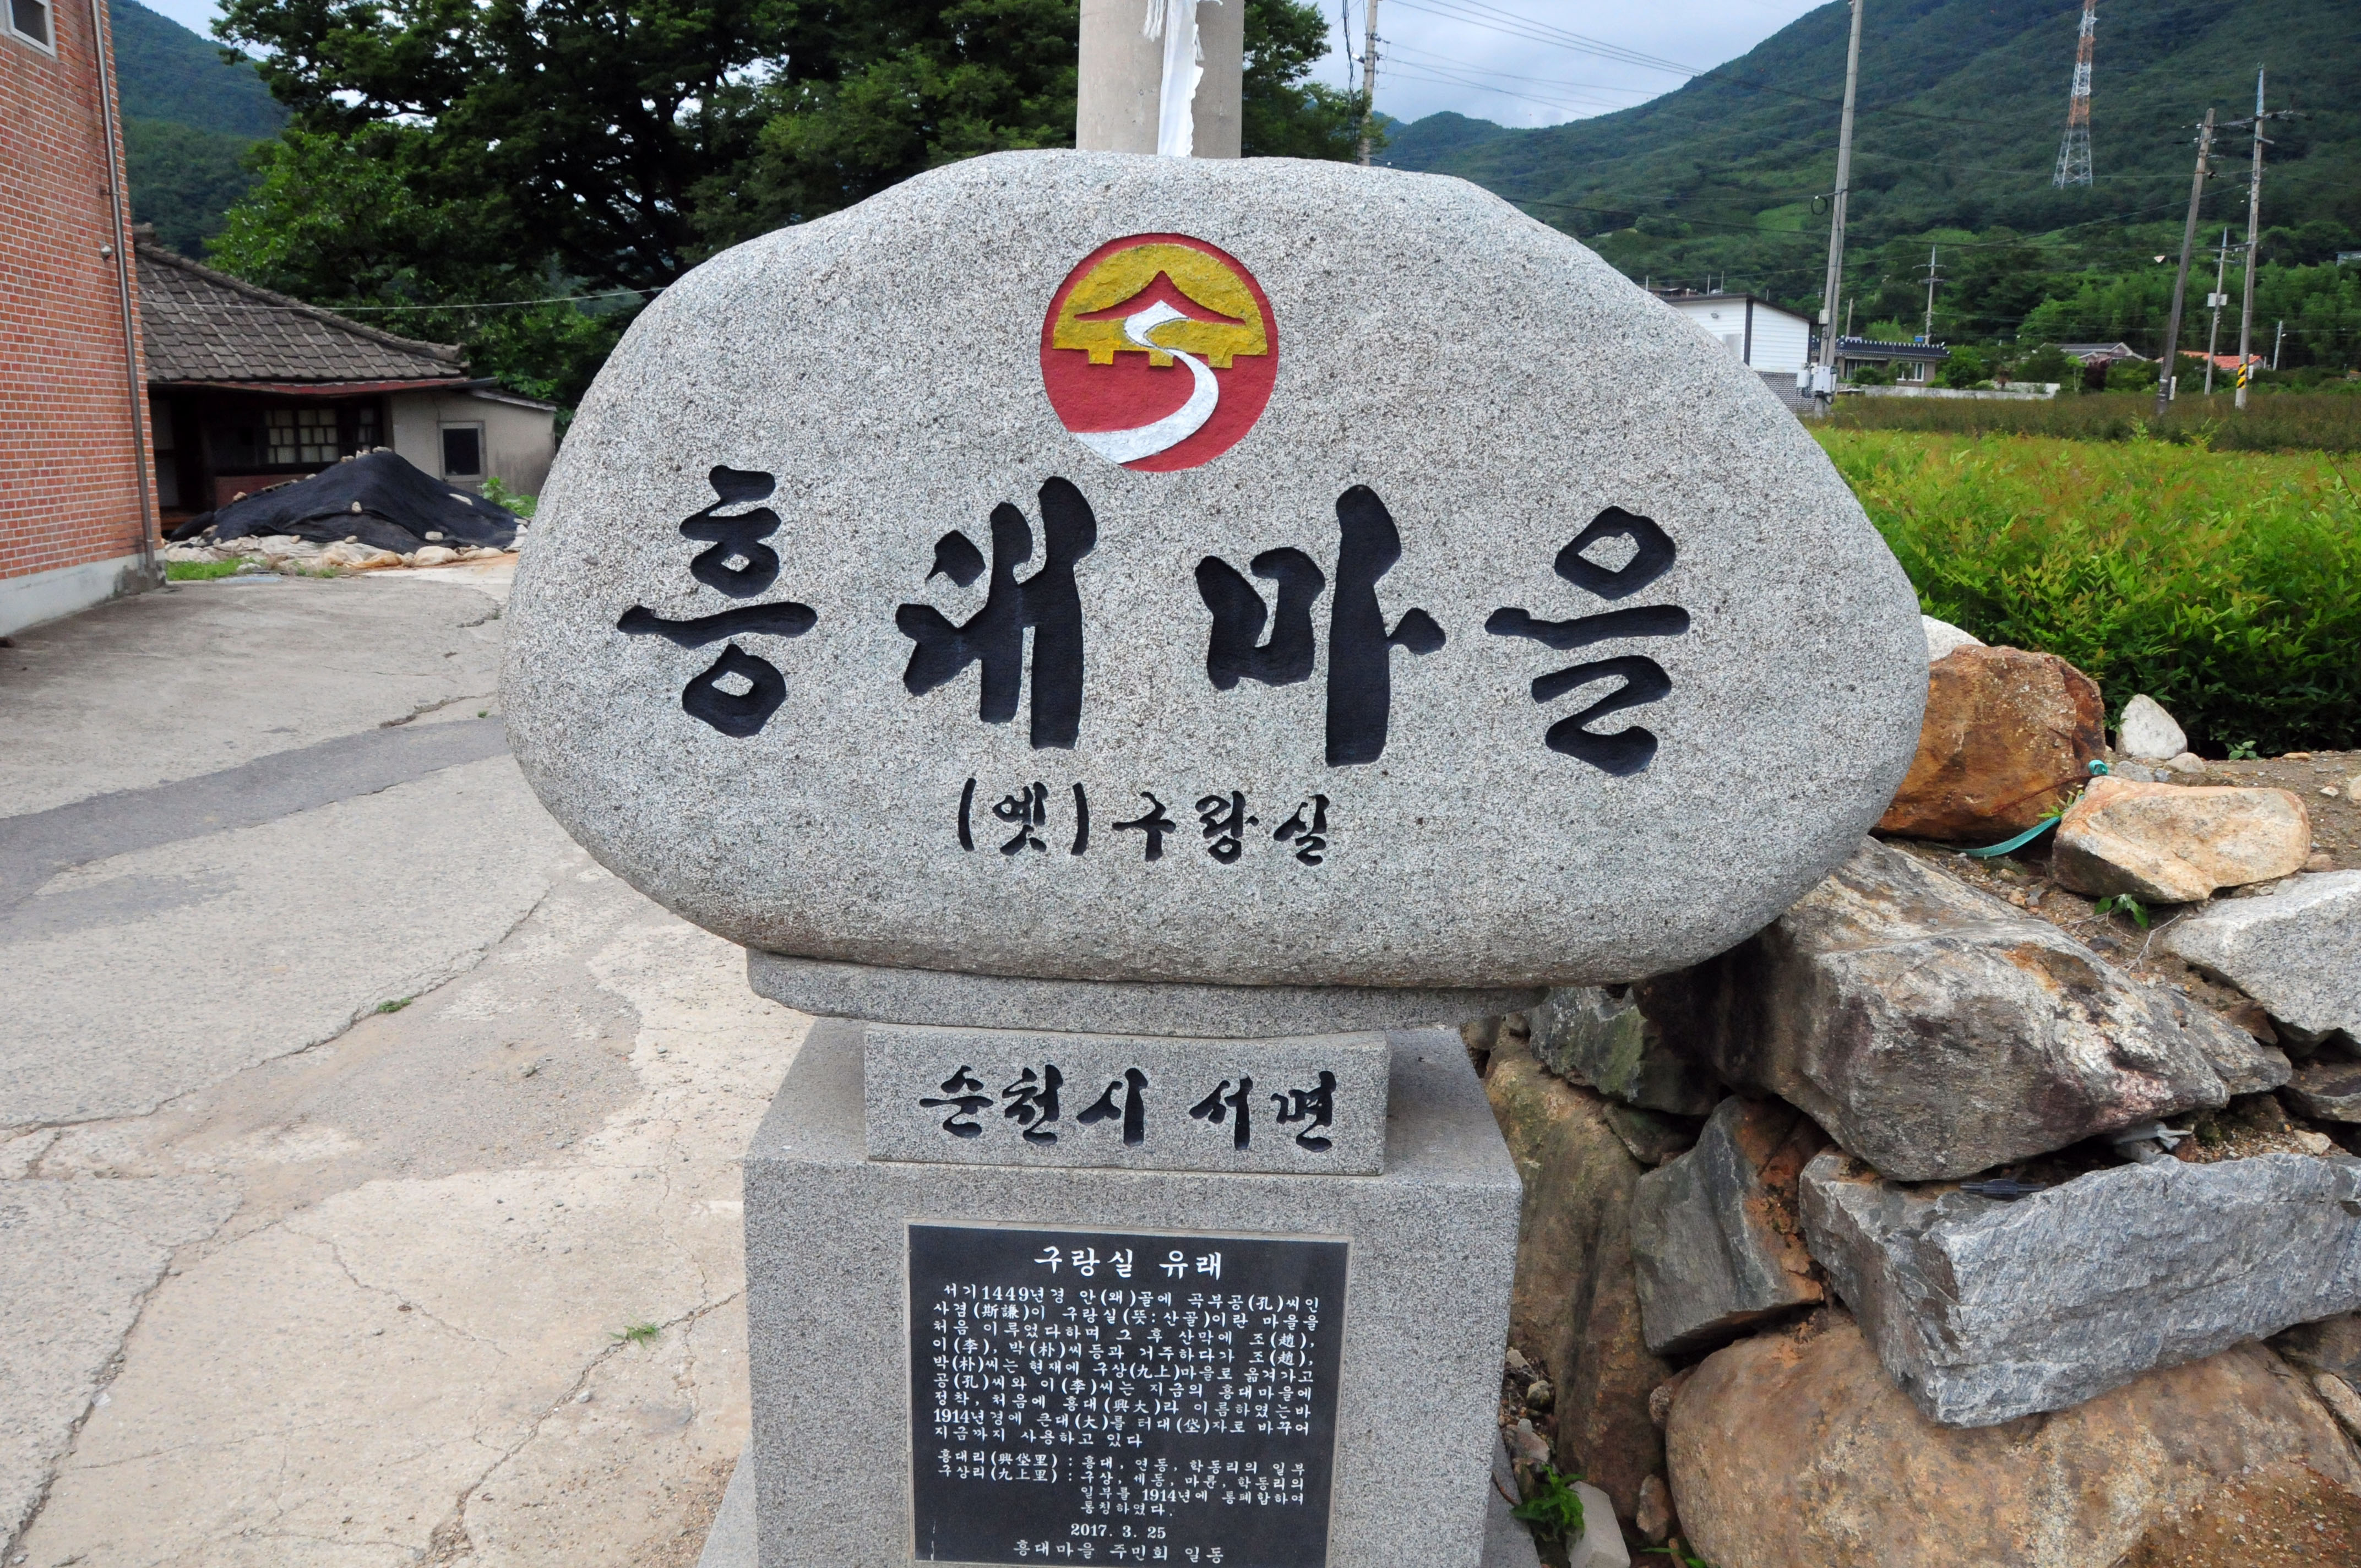 흥대마을
(옛)구랑실
순천시 서면
구랑실 유래
서기1449년경 안(왜)골에 곡부공(孔)씨인
사겸(斯謙)이 구랑실(뜻:산골)이란 마을을
처음 이루었다하며 그 후 산막에 조(趙),
이(李), 박(朴)씨등과 거주하다가 조(趙),
박(朴)씨는 현재에 구상(九上)마을로 옮겨가고
공(孔)씨와 이(李)씨는 지금의 흥대마을에
정착, 처음에 흥대(興大)라 이름하였는바
1914년경에 큰대(大)를 터대(垈)자로 바꾸어
지금까지 사용하고 있다
흥대리(興垈里) : 흥대, 연동, 학동리의 일부
구상리(九上里) : 구상, 세동, 마륜, 학동리의
일부를 1914년에 통폐합하여
통칭하였다.
2017. 3. 25
흥대마을 주민회 일동